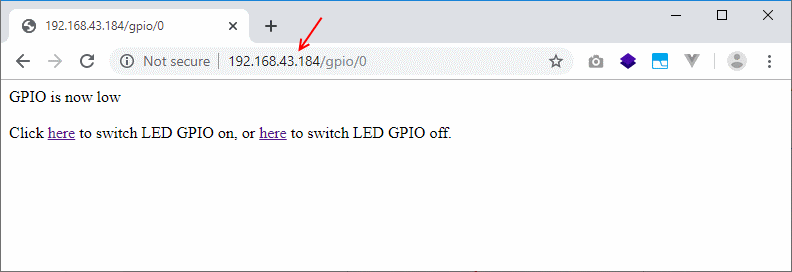 192.168.43.184/gpio/0
Not secure
192.168.43.184/gpio/0
GPIO is now low
Click here to switch LED GPIO on, or here to switch LED GPIO off.